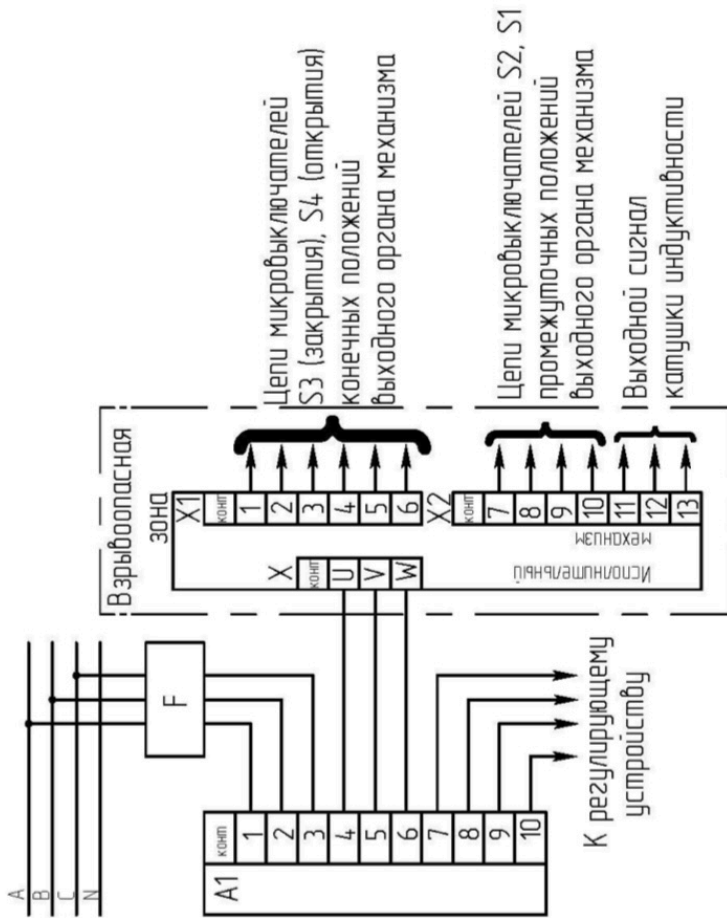 A
B
C
N
F
A1
конт
1
2
3
4
5
6
7
8
9
10
К регулирующему
устройству
Взрывоопасная
зона
X
конт
U
V
W
Исполнительный
механизм
X1
конт
1
2
3
4
5
6
X2
конт
7
8
9
10
11
12
13
Цепи микровыключателей
S3 (закрытия), S4 (открытия)
конечных положений
выходного органа механизма
Цепи микровыключателей S2, S1
промежуточных положений
выходного органа механизма
Выходной сигнал
катушки индуктивности